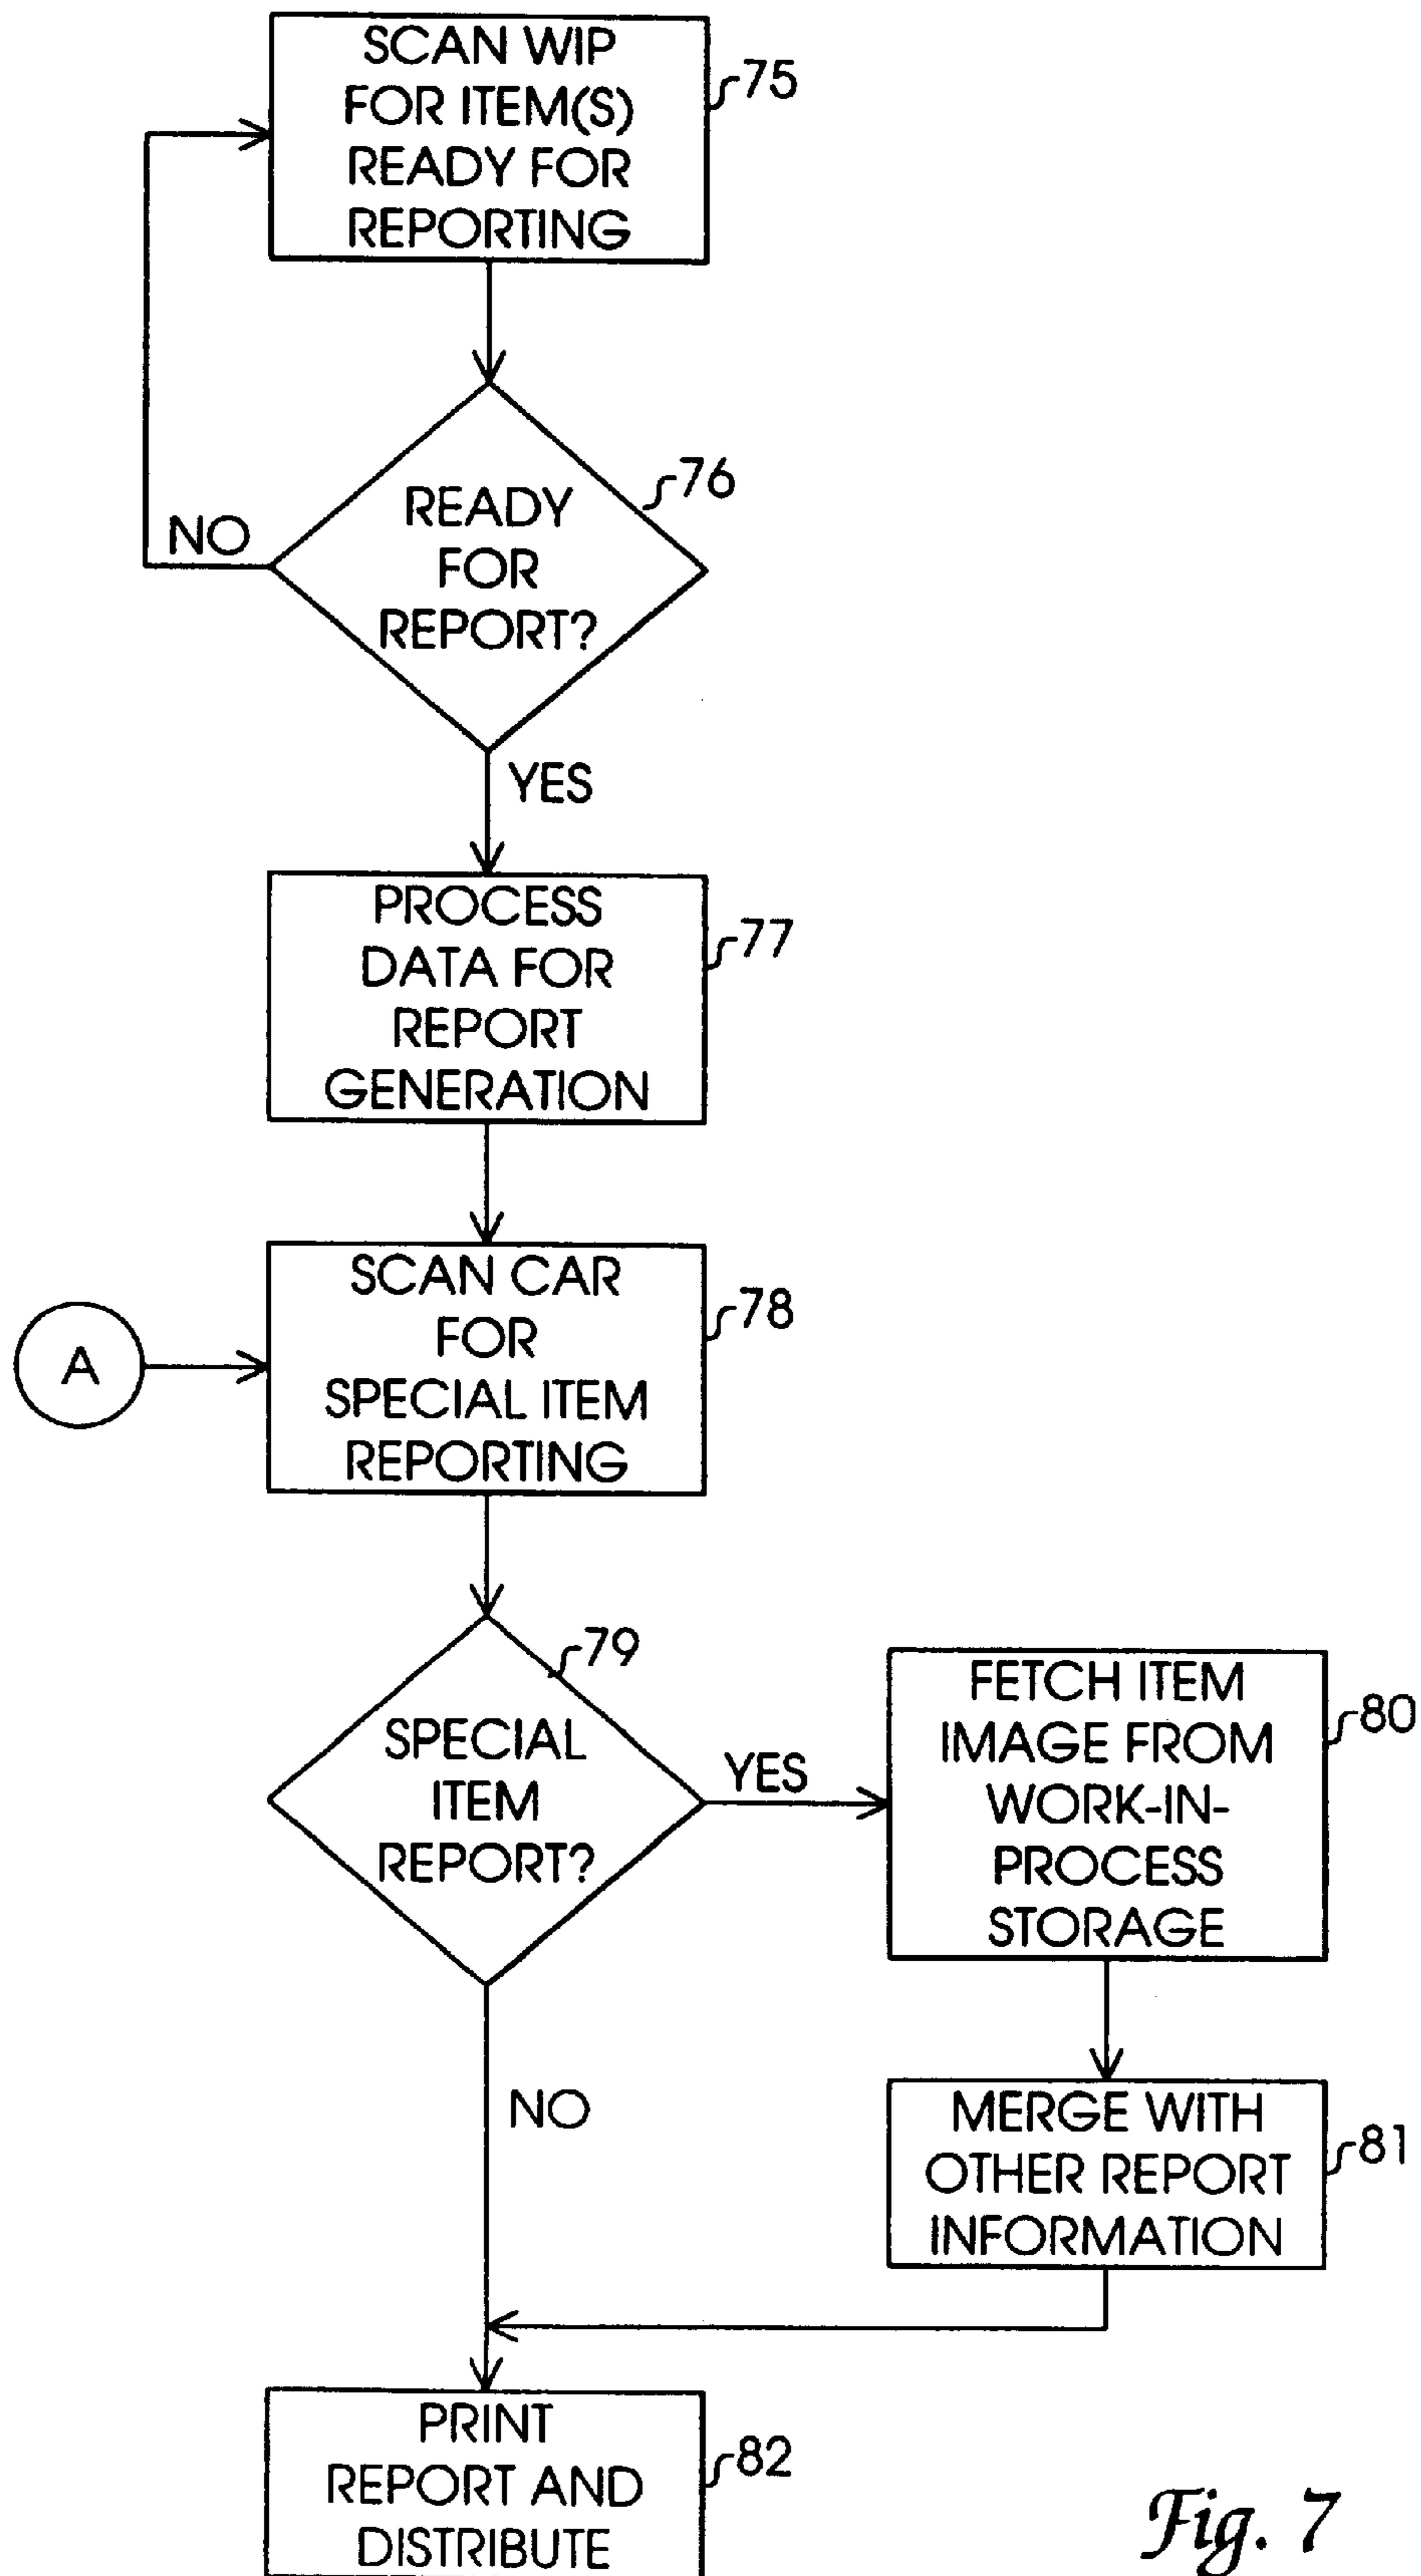 SCAN WIP
FOR ITEM(S)
READY FOR
REPORTING
75
READY
FOR
REPORT?
76
NO
YES
PROCESS
DATA FOR
REPORT
GENERATION
77
A
SCAN CAR
FOR
SPECIAL ITEM
REPORTING
78
SPECIAL
ITEM
REPORT?
79
YES
FETCH ITEM
IMAGE FROM
WORK-IN-
PROCESS
STORAGE
80
NO
MERGE WITH
OTHER REPORT
INFORMATION
81
PRINT
REPORT AND
DISTRIBUTE
82
Fig. 7